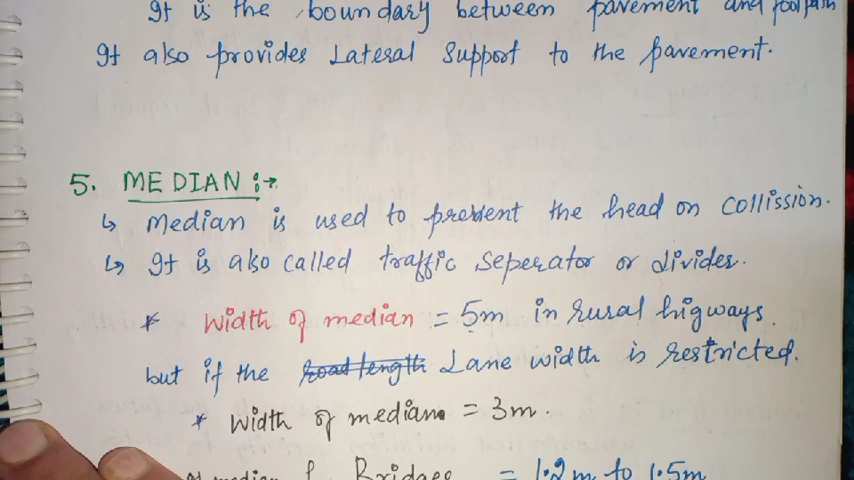 It is the boundary between pavement and footpath
It also provides Lateral Support to the pavement.
5. MEDIAN :→
↳ Median is used to prevent the head on collission.
↳ It is also called traffic seperator or divider.
* Width of median = 5m in rural higways.
but if the road length Lane width is restricted.
* Width of median = 3m.
of median Bridges = 1.2m to 1.5m